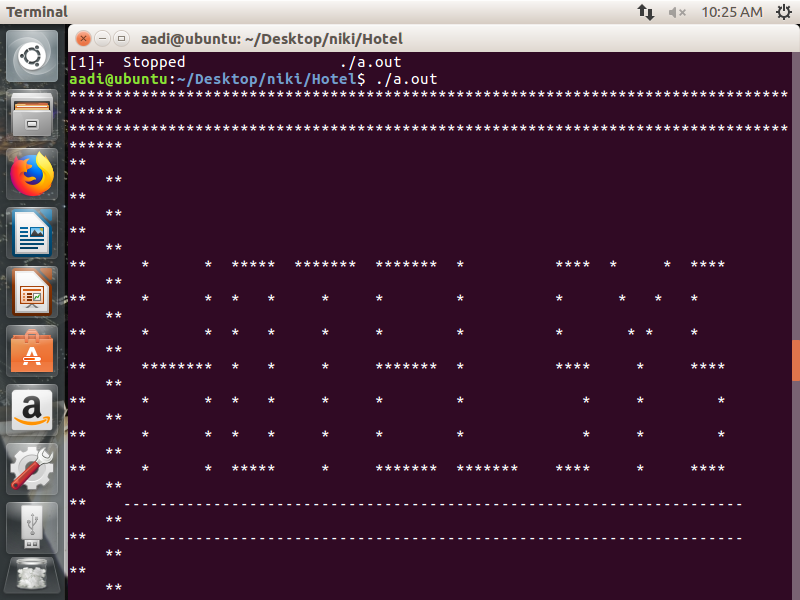 Terminal
10:25 AM
aadi@ubuntu: ~/Desktop/niki/Hotel
[1]+  Stopped                 ./a.out
aadi@ubuntu:~/Desktop/niki/Hotel$ ./a.out
********************************************************************************
******
********************************************************************************
******
**
    **
**
    **
**
    **
**      *      *  *****  *******  *******  *          ****  *     *  ****
    **
**      *      *  *   *     *     *        *          *      *   *   *
    **
**      *      *  *   *     *     *        *          *       * *    *
    **
**      ********  *   *     *     *******  *          ****     *     ****
    **
**      *      *  *   *     *     *        *             *     *        *
    **
**      *      *  *   *     *     *        *             *     *        *
    **
**      *      *  *****     *     *******  *******    ****     *     ****
    **
**    ---------------------------------------------------------------------
    **
**    ---------------------------------------------------------------------
    **
**
    **